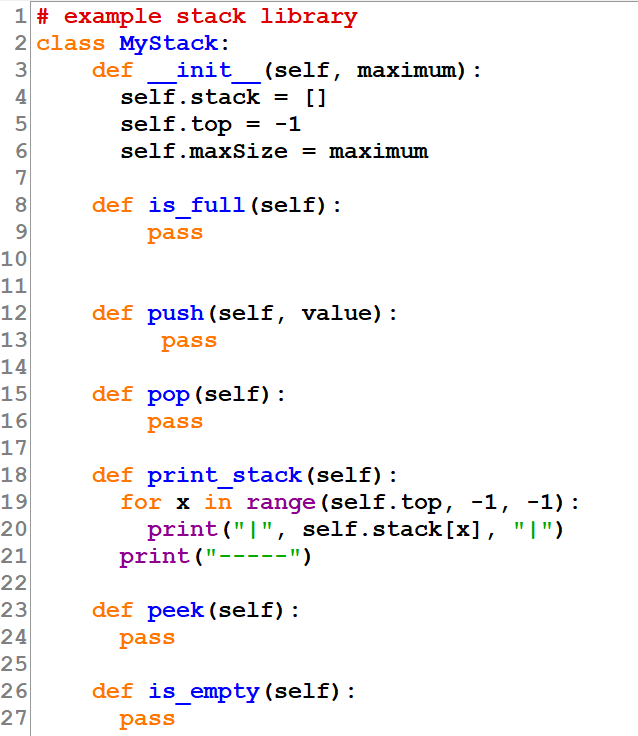 1 # example stack library
2 class MyStack:
3     def __init__(self, maximum):
4       self.stack = []
5       self.top = -1
6       self.maxSize = maximum
7
8     def is_full(self):
9         pass
10
11
12     def push(self, value):
13          pass
14
15     def pop(self):
16         pass
17
18     def print_stack(self):
19       for x in range(self.top, -1, -1):
20         print("|", self.stack[x], "|")
21       print("-----")
22
23     def peek(self):
24       pass
25
26     def is_empty(self):
27       pass